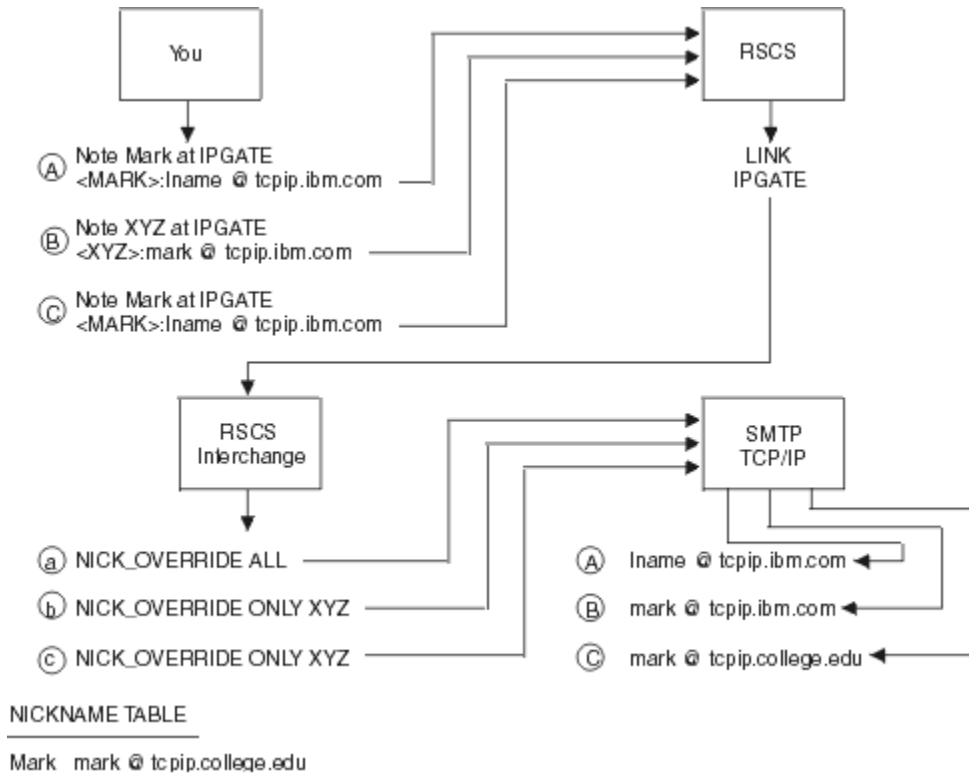 You
RSCS
A Note Mark at IPGATE
<MARK>:lname @ tcpip.ibm.com
B Note XYZ at IPGATE
<XYZ>:mark @ tcpip.ibm.com
C Note Mark at IPGATE
<MARK>:lname @ tcpip.ibm.com
LINK
IPGATE
RSCS
Interchange
SMTP
TCP/IP
a NICK_OVERRIDE ALL
b NICK_OVERRIDE ONLY XYZ
c NICK_OVERRIDE ONLY XYZ
A lname @ tcpip.ibm.com
B mark @ tcpip.ibm.com
C mark @ tcpip.college.edu
NICKNAME TABLE
Mark mark @ tcpip.college.edu